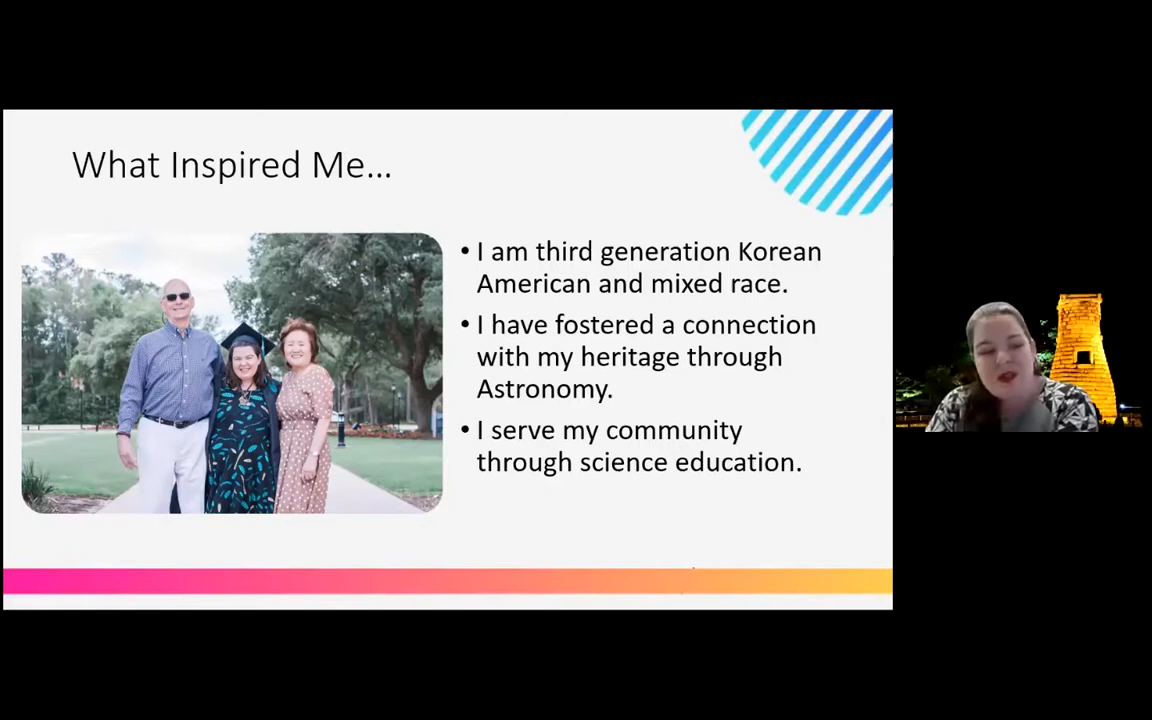 What Inspired Me...
• I am third generation Korean
American and mixed race.
• I have fostered a connection
with my heritage through
Astronomy.
• I serve my community
through science education.